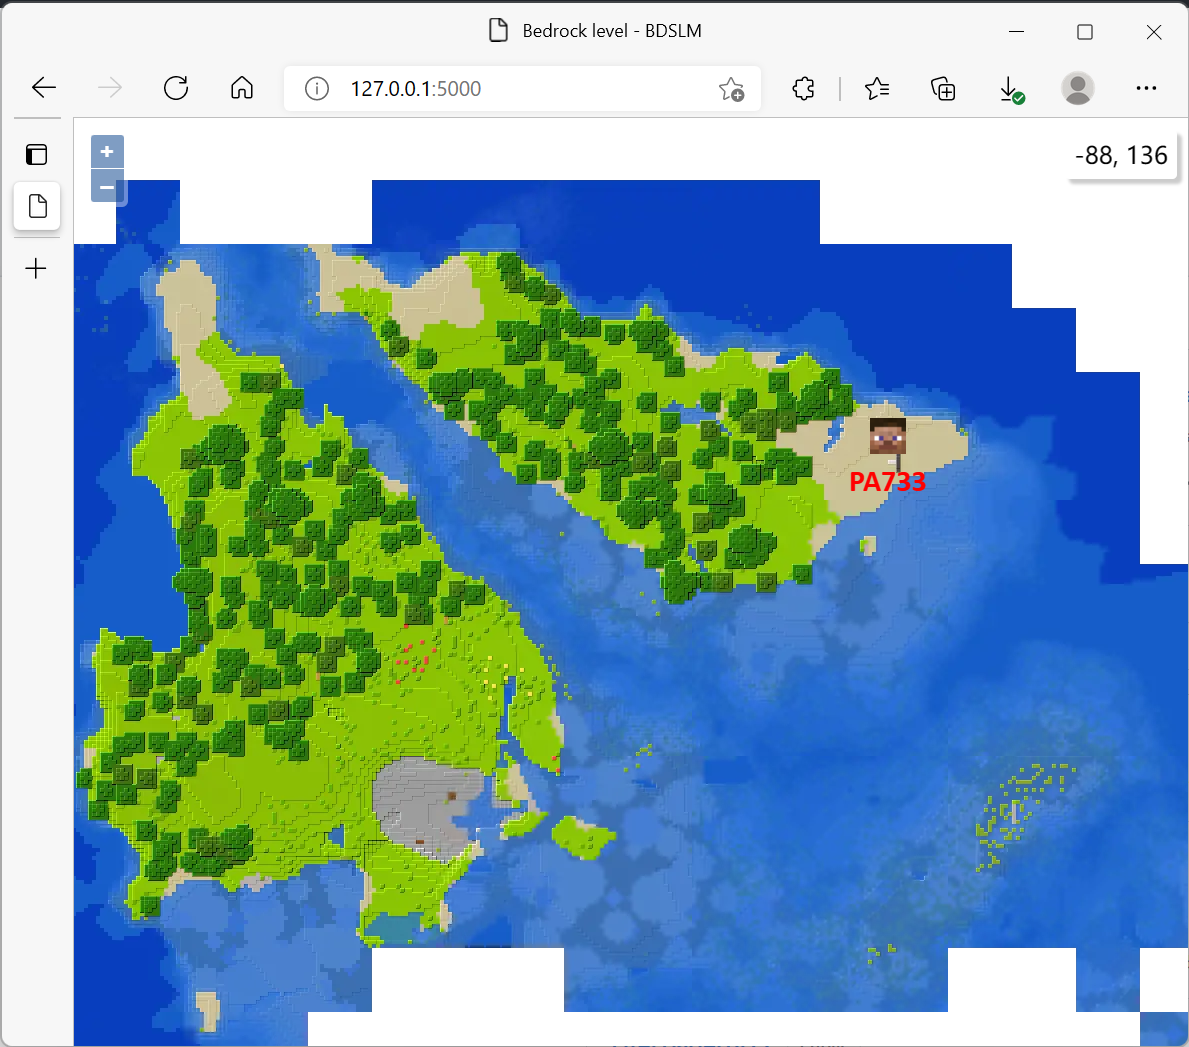 Bedrock level - BDSLM
127.0.0.1:5000
+
-88, 136
−
PA733